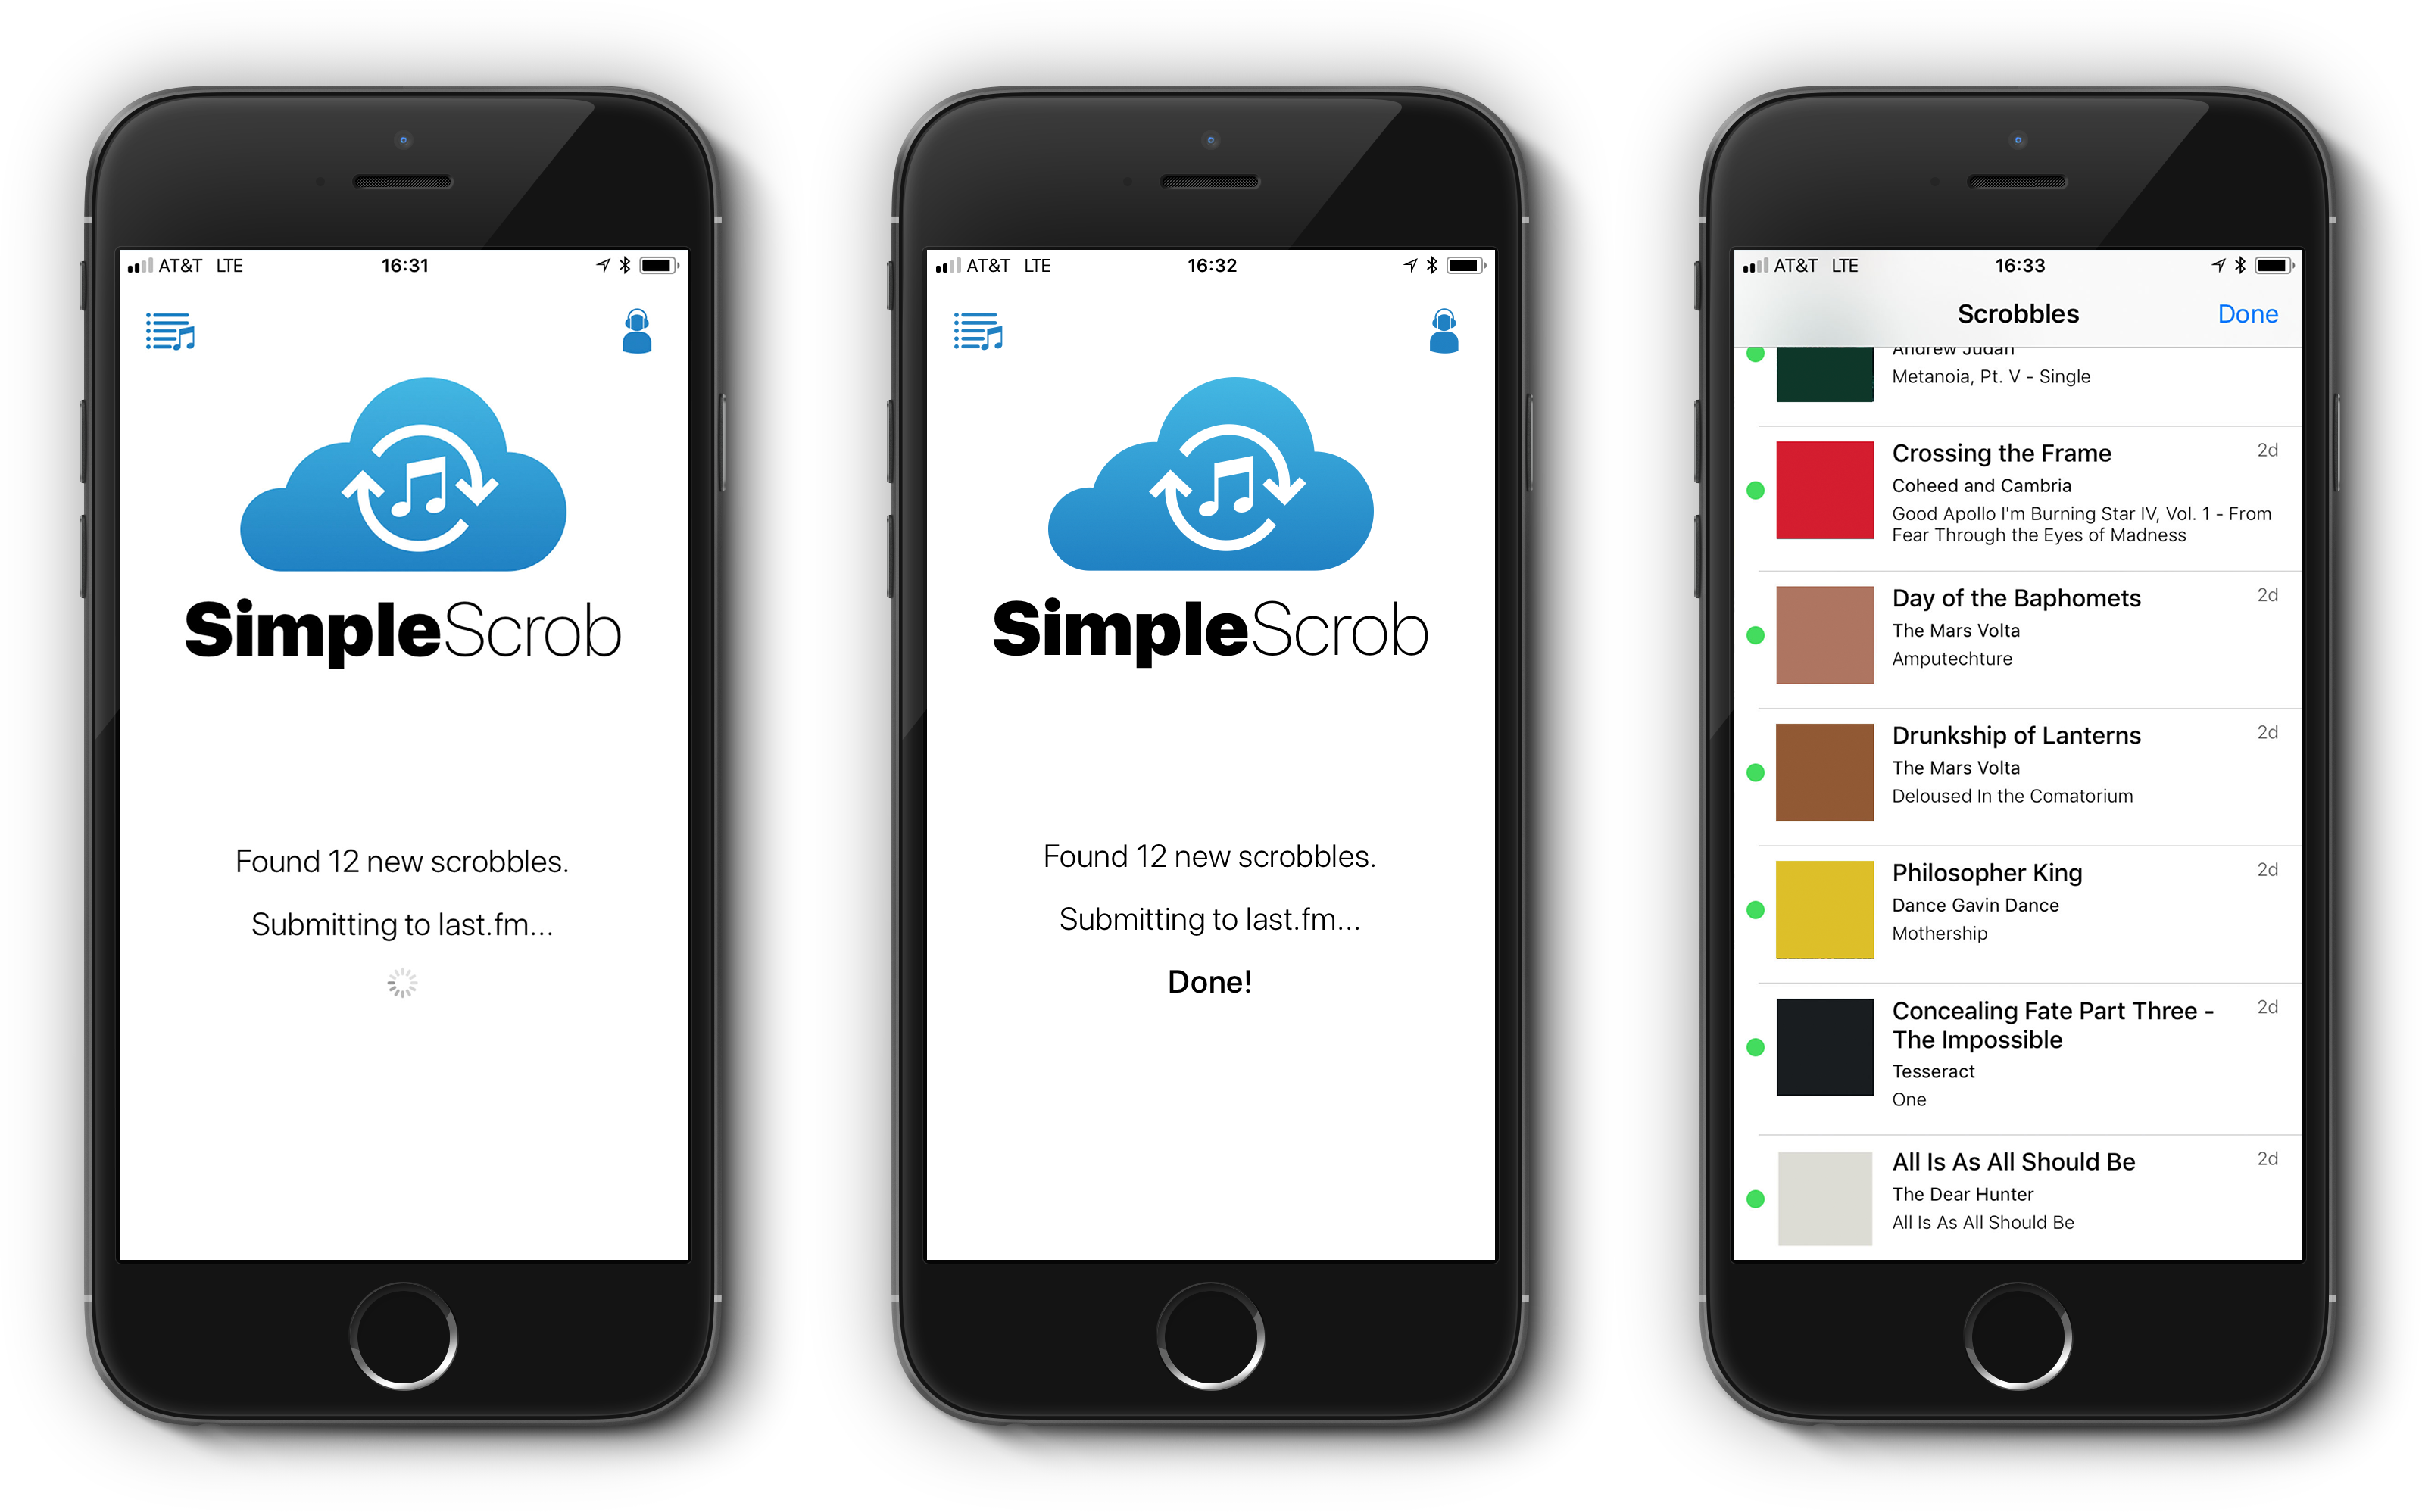 AT&T LTE 16:31
SimpleScrob
Found 12 new scrobbles.
Submitting to last.fm...
AT&T LTE 16:32
SimpleScrob
Found 12 new scrobbles.
Submitting to last.fm...
Done!
AT&T LTE 16:33
Scrobbles Done
Andrew Judah
Metanoia, Pt. V - Single
Crossing the Frame 2d
Coheed and Cambria
Good Apollo I'm Burning Star IV, Vol. 1 - From
Fear Through the Eyes of Madness
Day of the Baphomets 2d
The Mars Volta
Amputechture
Drunkship of Lanterns 2d
The Mars Volta
Deloused In the Comatorium
Philosopher King 2d
Dance Gavin Dance
Mothership
Concealing Fate Part Three - 2d
The Impossible
Tesseract
One
All Is As All Should Be 2d
The Dear Hunter
All Is As All Should Be